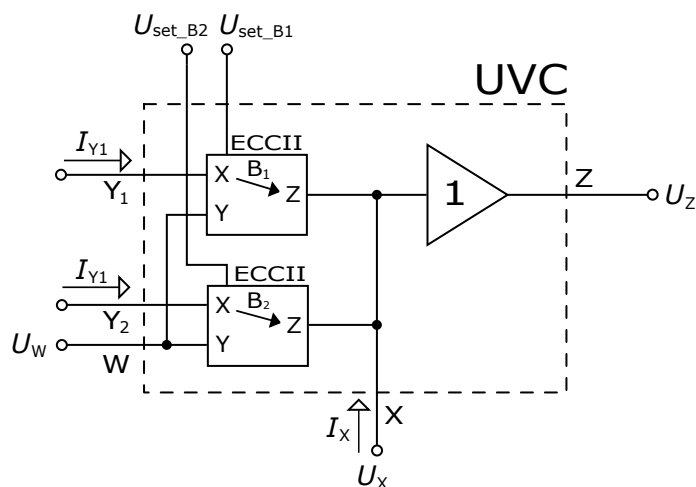 U_set_B2
U_set_B1
UVC
I_Y1
ECCII
Y₁
X
B₁
Z
Y
1
Z
U_Z
I_Y1
ECCII
Y₂
X
B₂
Z
U_W
W
Y
I_X
X
U_X